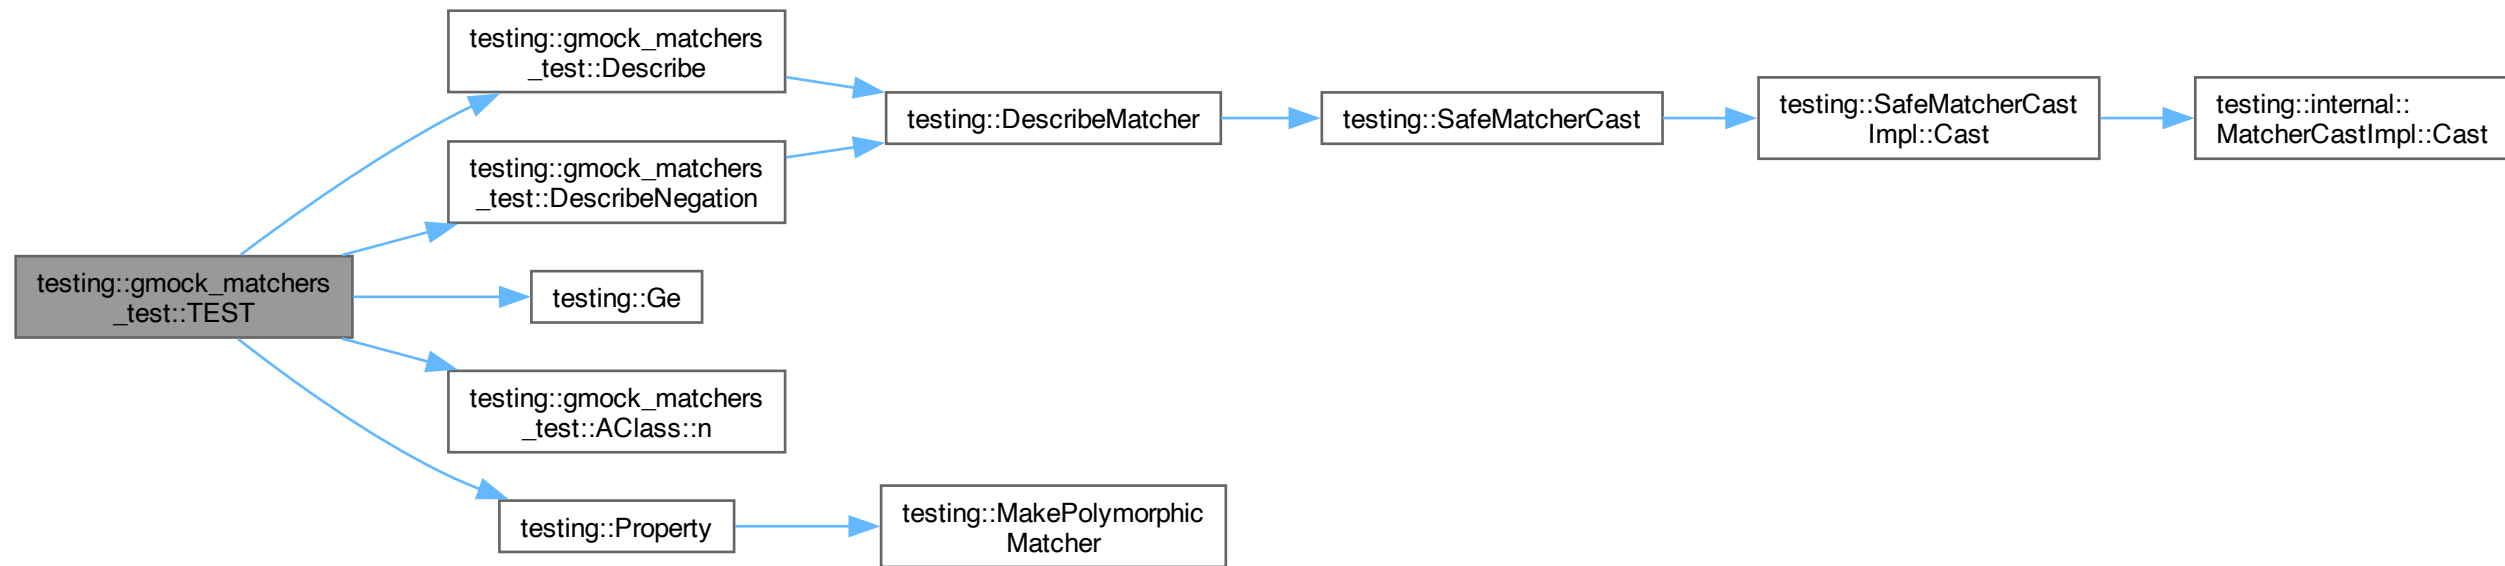 testing::gmock_matchers
_test::TEST
testing::gmock_matchers
_test::Describe
testing::gmock_matchers
_test::DescribeNegation
testing::Ge
testing::gmock_matchers
_test::AClass::n
testing::Property
testing::DescribeMatcher
testing::MakePolymorphic
Matcher
testing::SafeMatcherCast
testing::SafeMatcherCast
Impl::Cast
testing::internal::
MatcherCastImpl::Cast